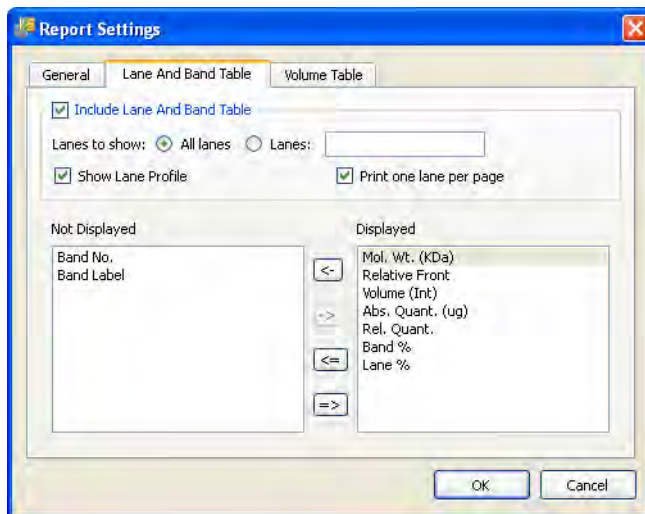 Report Settings
General Lane And Band Table Volume Table
Include Lane And Band Table
Lanes to show: All lanes Lanes:
Show Lane Profile Print one lane per page
Not Displayed Displayed
Band No.
Band Label
<-
->
<=
=>
Mol. Wt. (KDa)
Relative Front
Volume (Int)
Abs. Quant. (ug)
Rel. Quant.
Band %
Lane %
OK Cancel